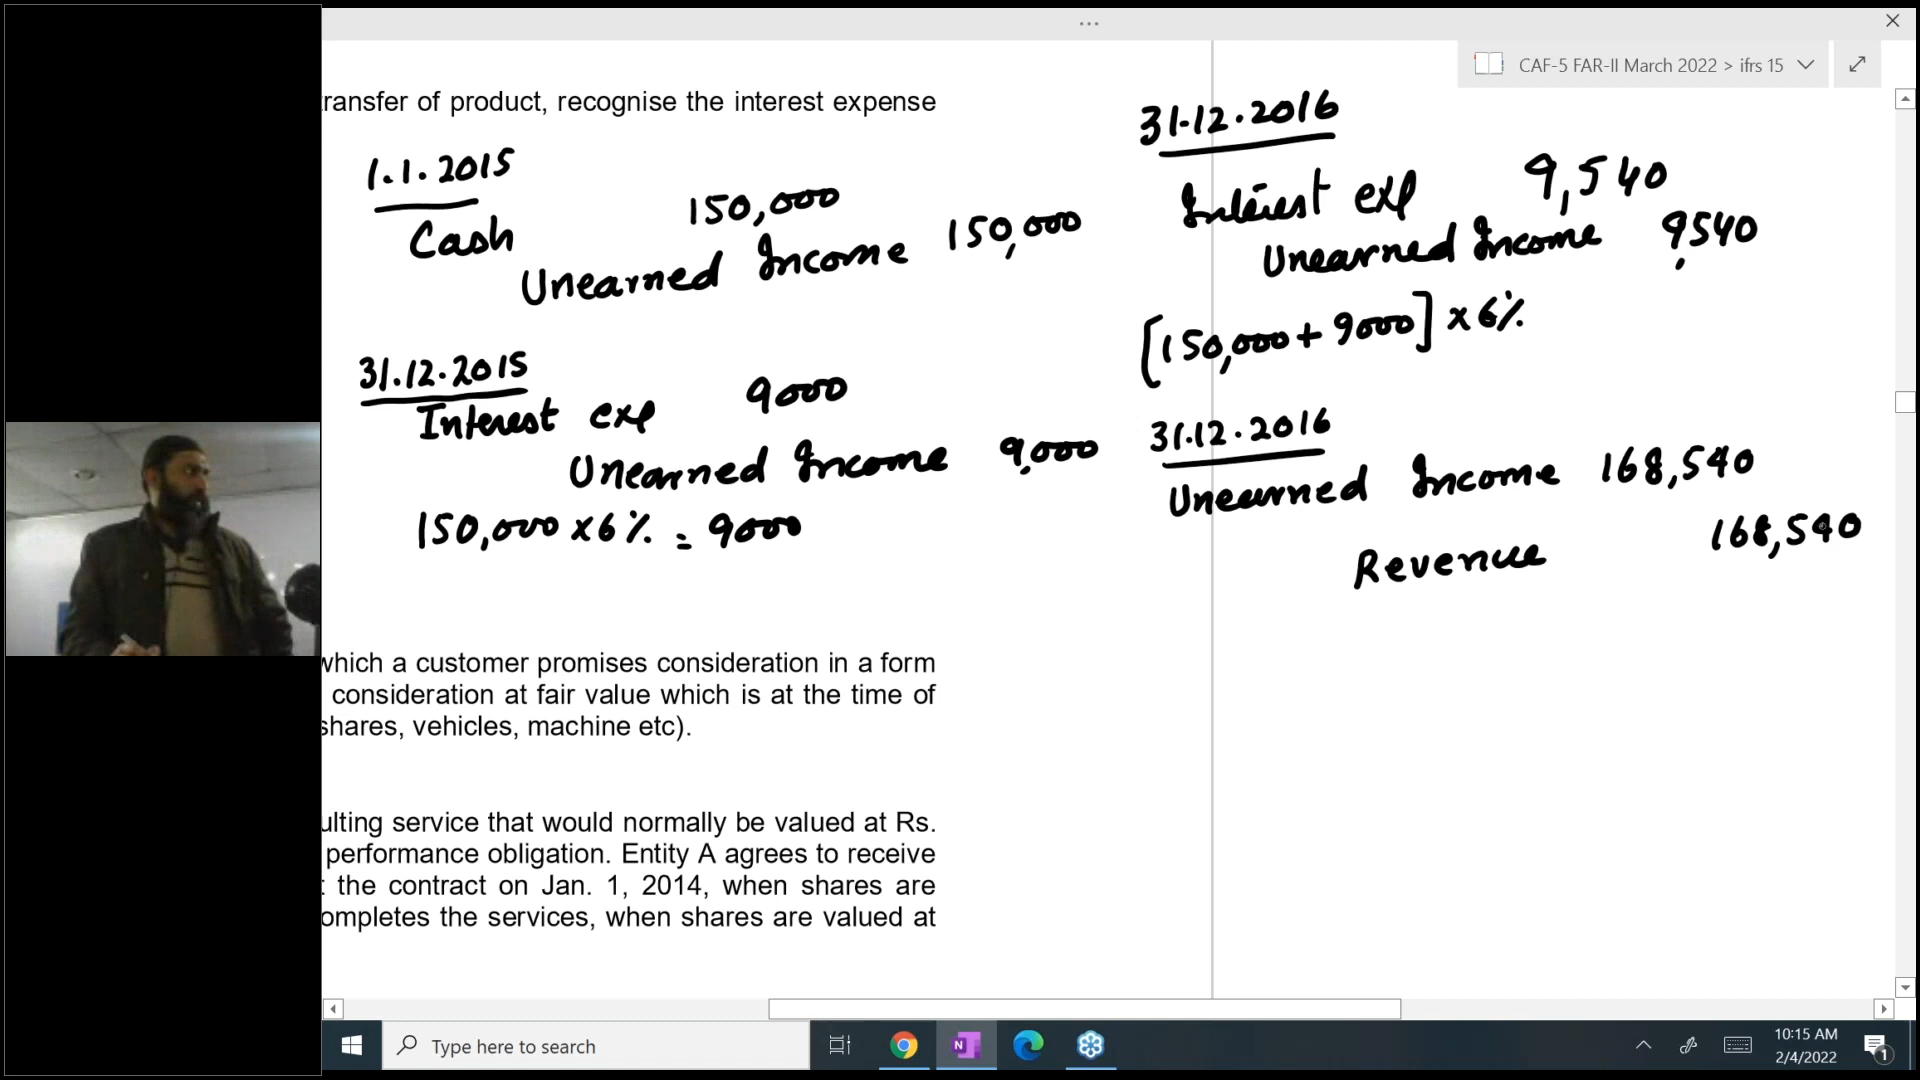 CAF-5 FAR-II March 2022 > ifrs 15
transfer of product, recognise the interest expense
1.1.2015
Cash 150,000
Unearned Income 150,000
31.12.2015
Interest exp 9000
Unearned Income 9,000
150,000 x 6% = 9000
31.12.2016
Interest exp 9,540
Unearned Income 9,540
[150,000 + 9000] x 6%
31.12.2016
Unearned Income 168,540
Revenue 168,540
which a customer promises consideration in a form
consideration at fair value which is at the time of
shares, vehicles, machine etc).
ulting service that would normally be valued at Rs.
performance obligation. Entity A agrees to receive
the contract on Jan. 1, 2014, when shares are
ompletes the services, when shares are valued at
Type here to search
N
10:15 AM
2/4/2022
1